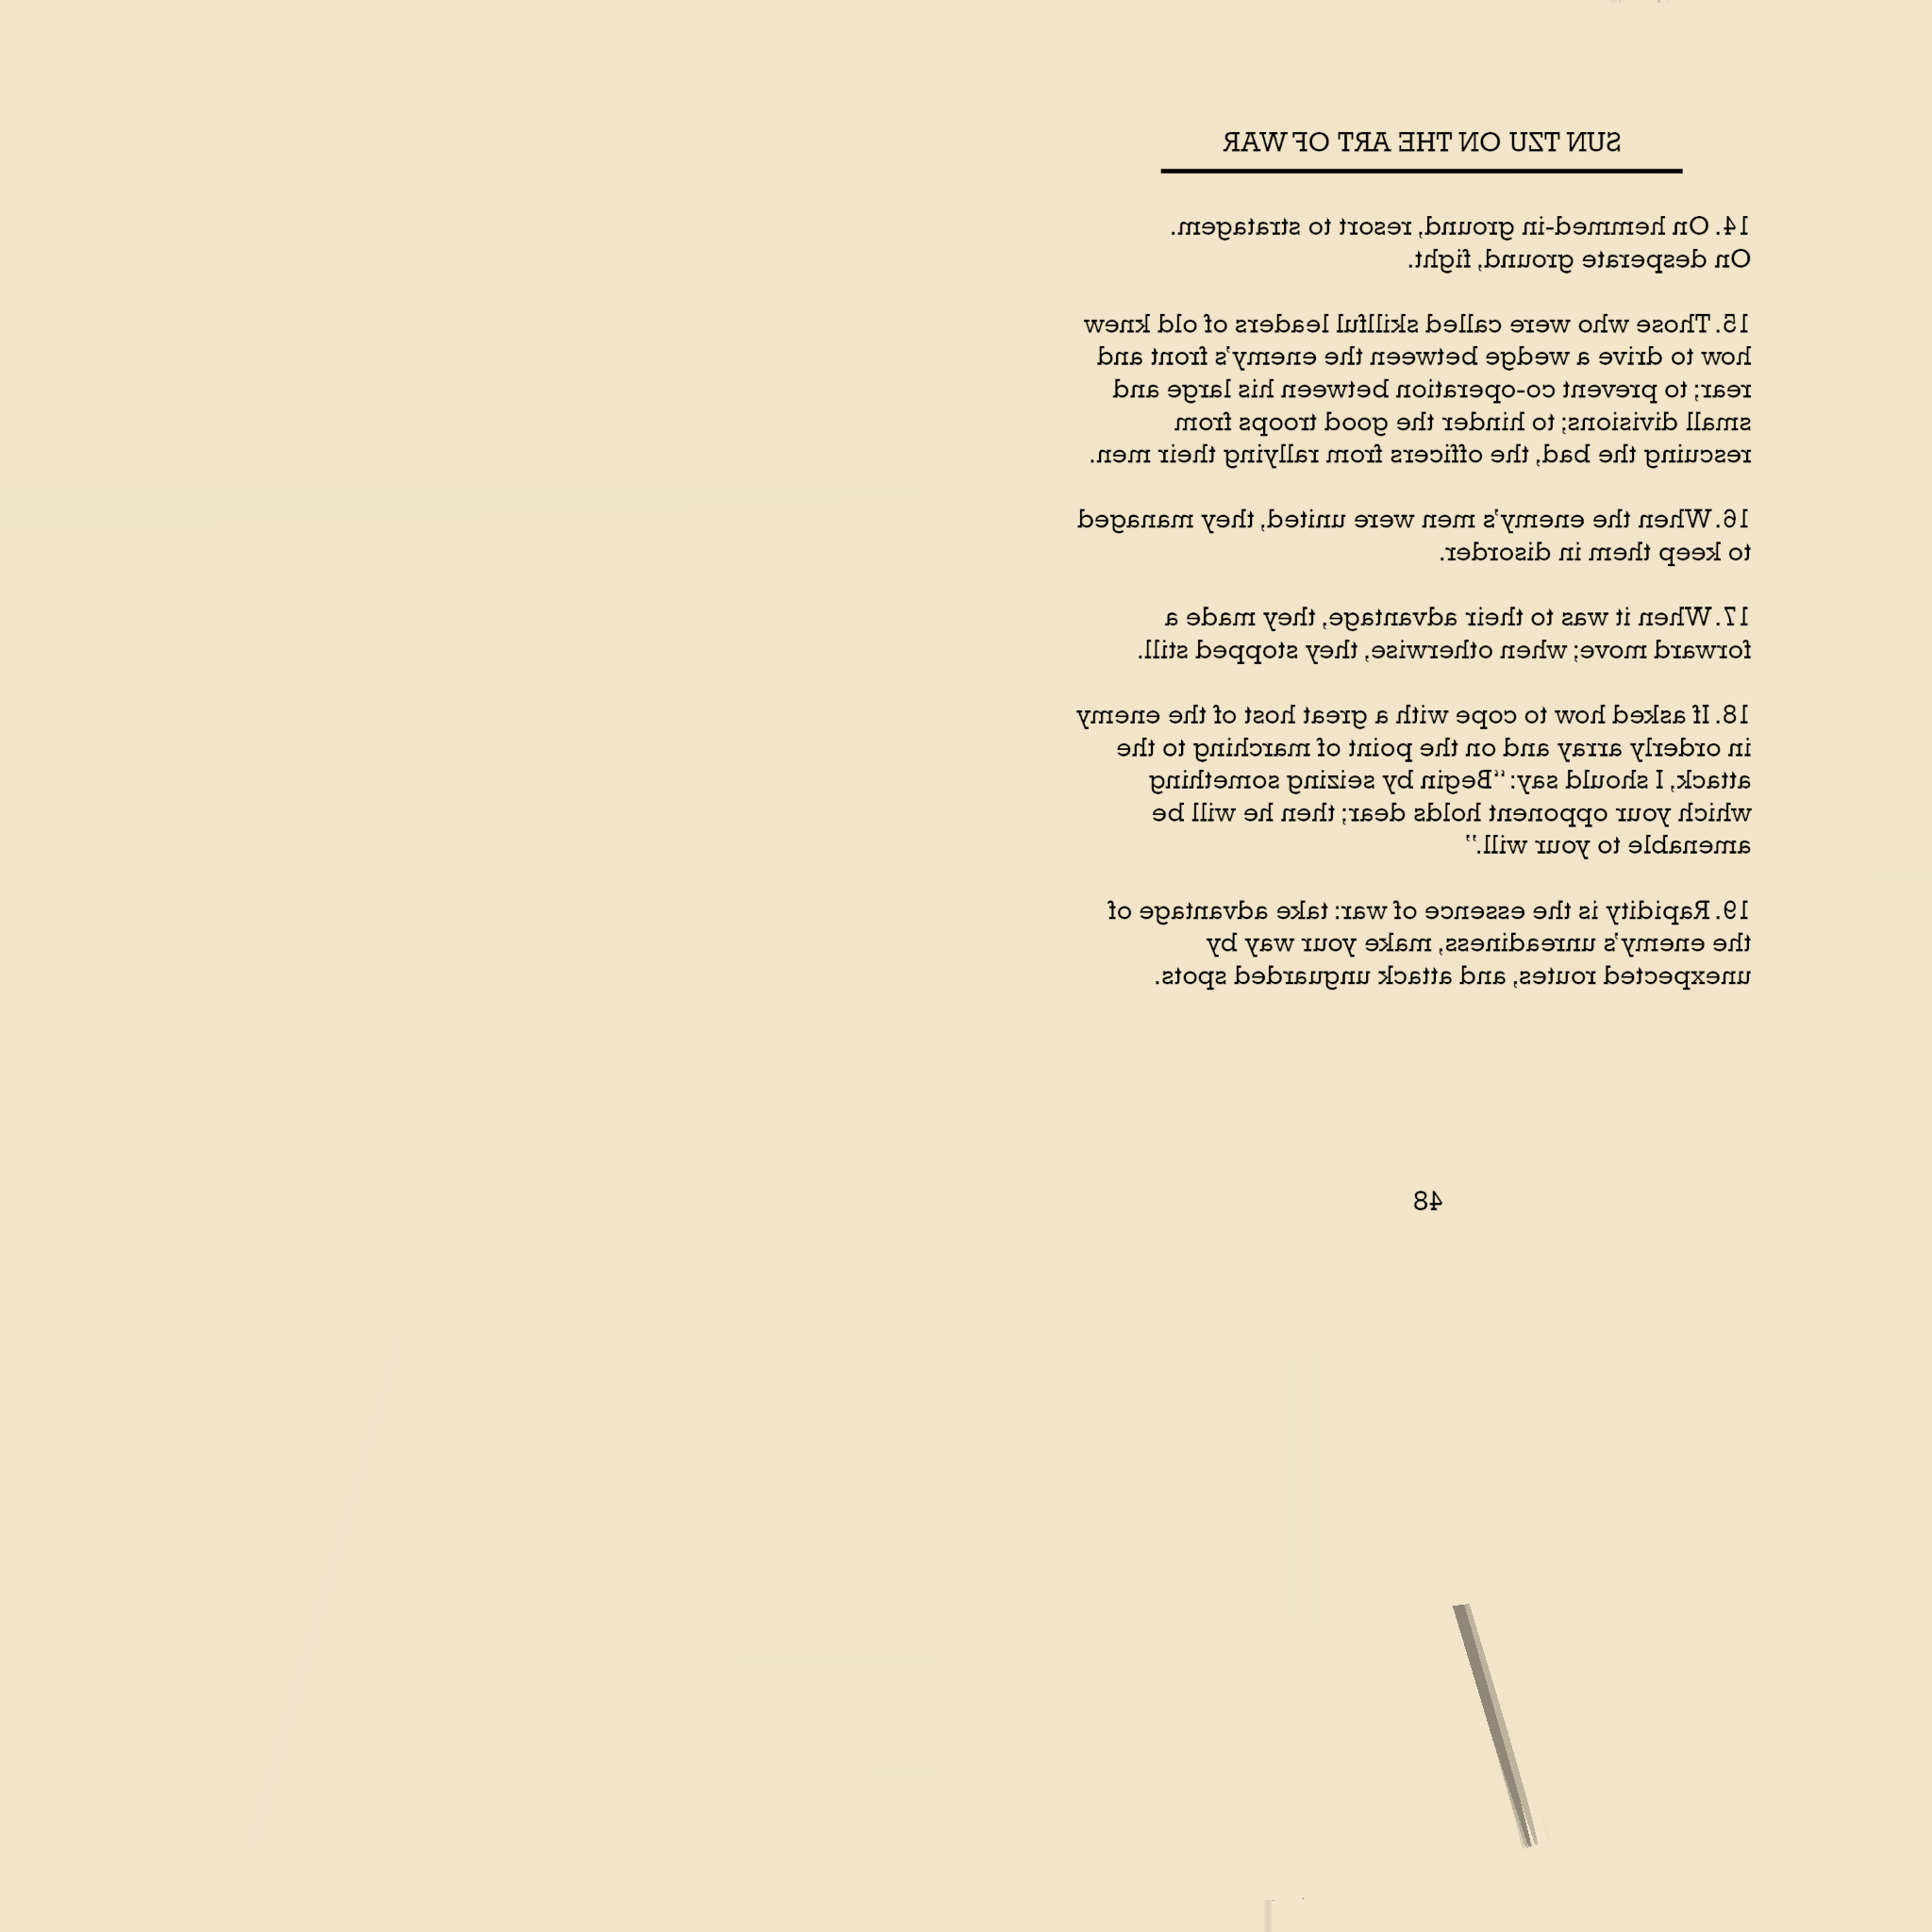 SUN TZU ON THE ART OF WAR
14. On hemmed-in ground, resort to stratagem.
On desperate ground, fight.
15. Those who were called skillful leaders of old knew
how to drive a wedge between the enemy's front and
rear; to prevent co-operation between his large and
small divisions; to hinder the good troops from
rescuing the bad, the officers from rallying their men.
16. When the enemy's men were united, they managed
to keep them in disorder.
17. When it was to their advantage, they made a
forward move; when otherwise, they stopped still.
18. If asked how to cope with a great host of the enemy
in orderly array and on the point of marching to the
attack, I should say: "Begin by seizing something
which your opponent holds dear; then he will be
amenable to your will."
19. Rapidity is the essence of war: take advantage of
the enemy's unreadiness, make your way by
unexpected routes, and attack unguarded spots.
48